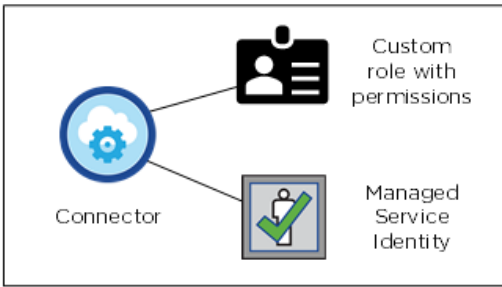 Custom
role with
permissions
Connector
Managed
Service
Identity